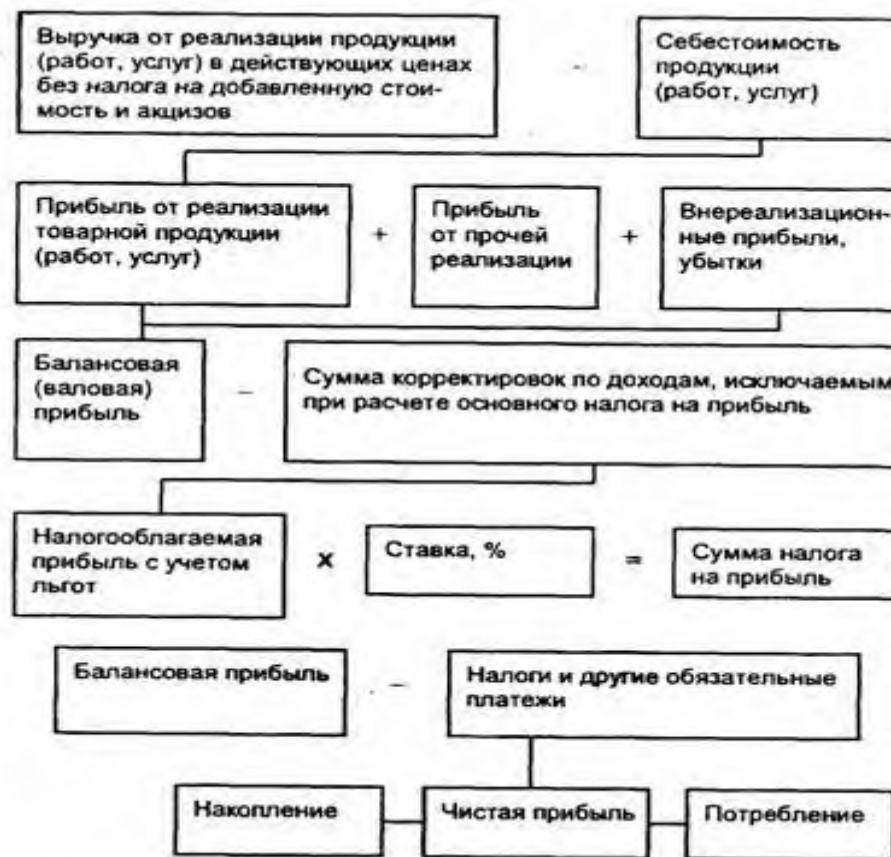 Выручка от реализации продукции
(работ, услуг) в действующих ценах
без налога на добавленную стои-
мость и акцизов
-
Себестоимость
продукции
(работ, услуг)
Прибыль от реализации
товарной продукции
(работ, услуг)
+
Прибыль
от прочей
реализации
+
Внереализацион-
ные прибыли,
убытки
Балансовая
(валовая)
прибыль
-
Сумма корректировок по доходам, исключаемым
при расчете основного налога на прибыль
Налогооблагаемая
прибыль с учетом
льгот
x
Ставка, %
=
Сумма налога
на прибыль
Балансовая прибыль
-
Налоги и другие обязательные
платежи
Накопление
Чистая прибыль
Потребление